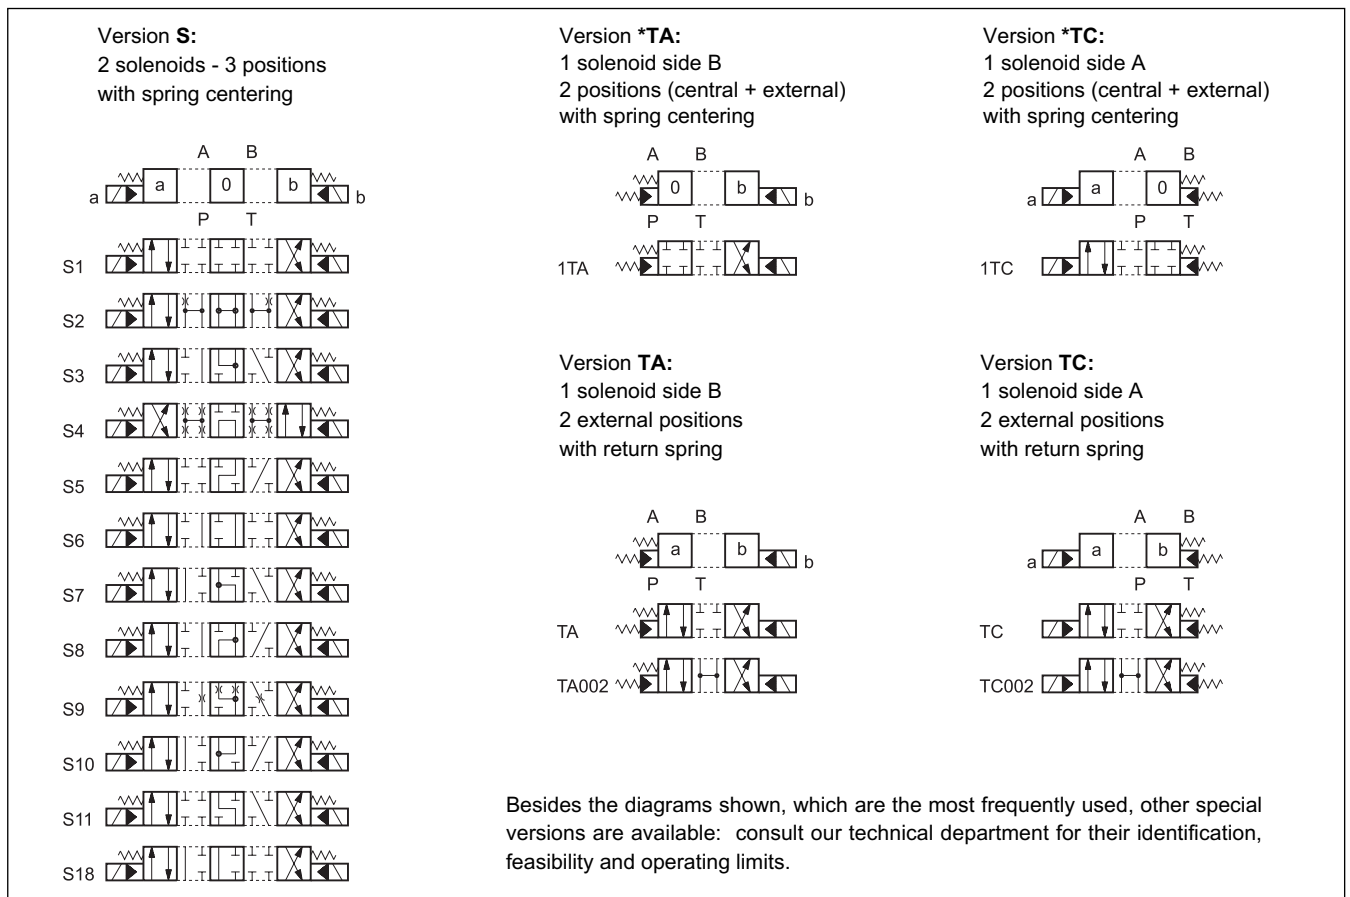 Version S:
2 solenoids - 3 positions
with spring centering
A B
a a 0 b b
P T
S1
S2
S3
S4
S5
S6
S7
S8
S9
S10
S11
S18
Version *TA:
1 solenoid side B
2 positions (central + external)
with spring centering
A B
0 b b
P T
1TA
Version *TC:
1 solenoid side A
2 positions (central + external)
with spring centering
A B
a a 0
P T
1TC
Version TA:
1 solenoid side B
2 external positions
with return spring
A B
a b b
P T
TA
TA002
Version TC:
1 solenoid side A
2 external positions
with return spring
A B
a a b
P T
TC
TC002
Besides the diagrams shown, which are the most frequently used, other special
versions are available: consult our technical department for their identification,
feasibility and operating limits.